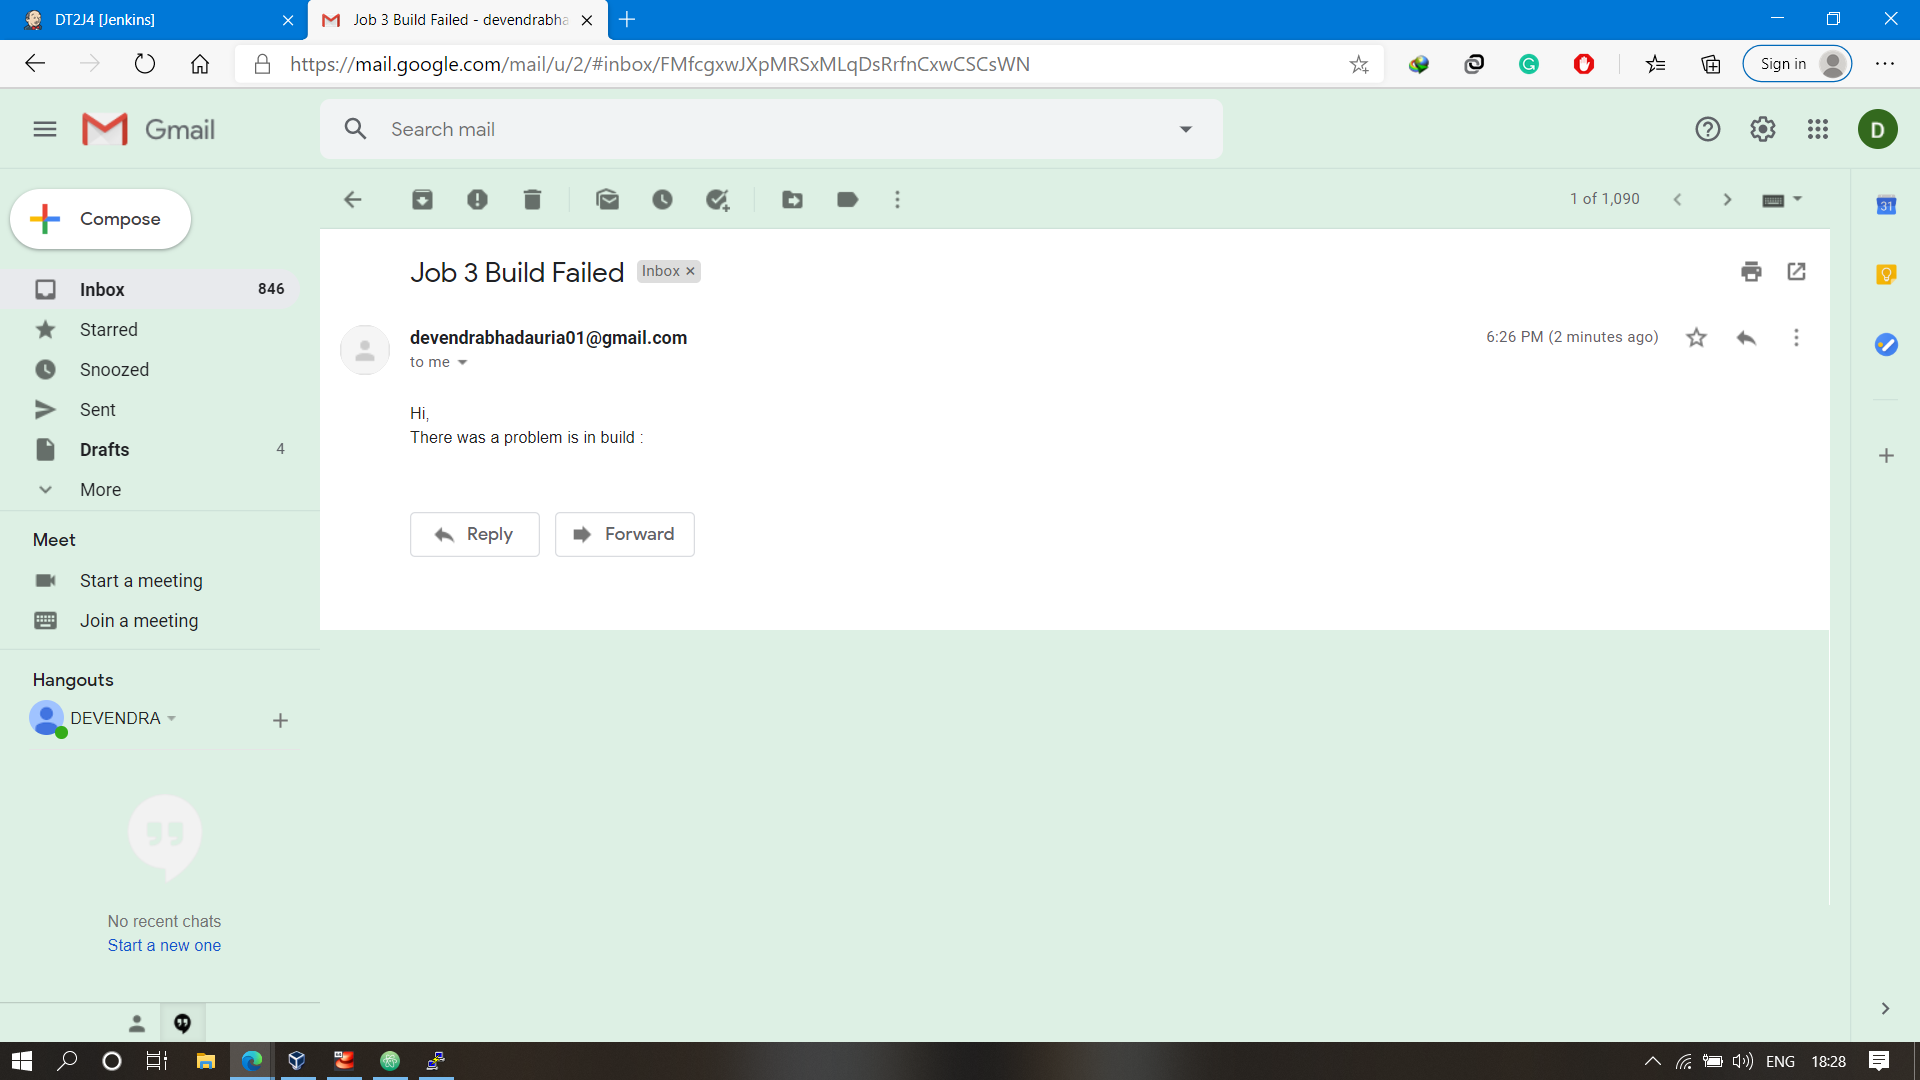 DT2J4 [Jenkins]
Job 3 Build Failed - devendrabha
https://mail.google.com/mail/u/2/#inbox/FMfcgxwJXpMRSxMLqDsRrfnCxwCSCsWN
Sign in
Gmail
Search mail
D
Compose
1 of 1,090
31
Inbox 846
Starred
Snoozed
Sent
Drafts 4
More
Job 3 Build Failed Inbox ×
devendrabhadauria01@gmail.com
6:26 PM (2 minutes ago)
to me
Hi,
There was a problem is in build :
Reply Forward
Meet
Start a meeting
Join a meeting
Hangouts
DEVENDRA
No recent chats
Start a new one
ENG 18:28